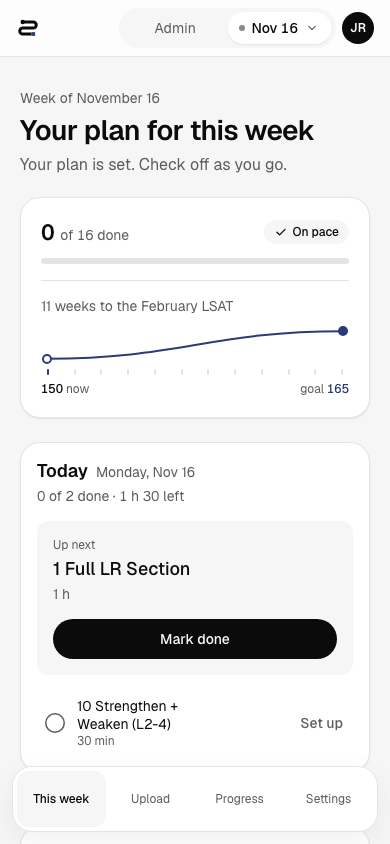 Admin
Nov 16
JR
Week of November 16
Your plan for this week
Your plan is set. Check off as you go.
0 of 16 done
On pace
11 weeks to the February LSAT
150 now
goal 165
Today Monday, Nov 16
0 of 2 done · 1 h 30 left
Up next
1 Full LR Section
1 h
Mark done
10 Strengthen +
Weaken (L2-4)
30 min
Set up
This week
Upload
Progress
Settings